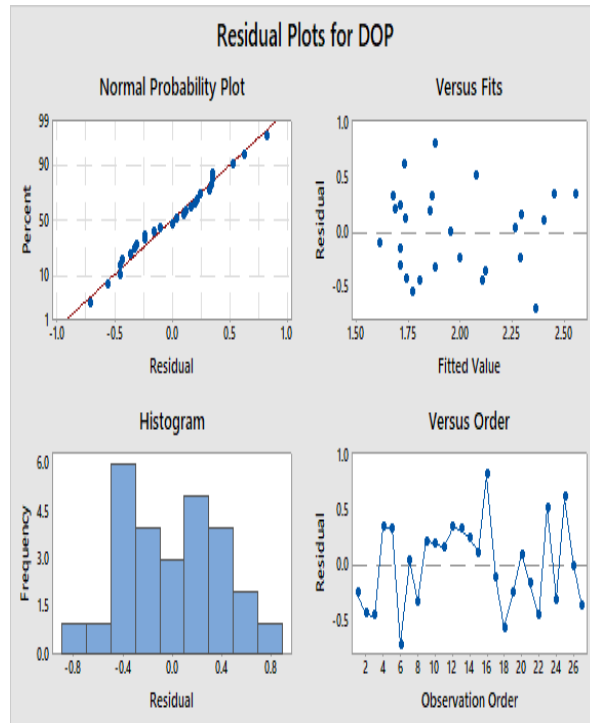 Residual Plots for DOP
Normal Probability Plot
99
90
50
10
1
Percent
-1.0 -0.5 0.0 0.5 1.0
Residual
Versus Fits
1.0
0.5
0.0
-0.5
Residual
1.50 1.75 2.00 2.25 2.50
Fitted Value
Histogram
6.0
4.5
3.0
1.5
0.0
Frequency
-0.8 -0.4 0.0 0.4 0.8
Residual
Versus Order
1.0
0.5
0.0
-0.5
Residual
2 4 6 8 10 12 14 16 18 20 22 24 26
Observation Order